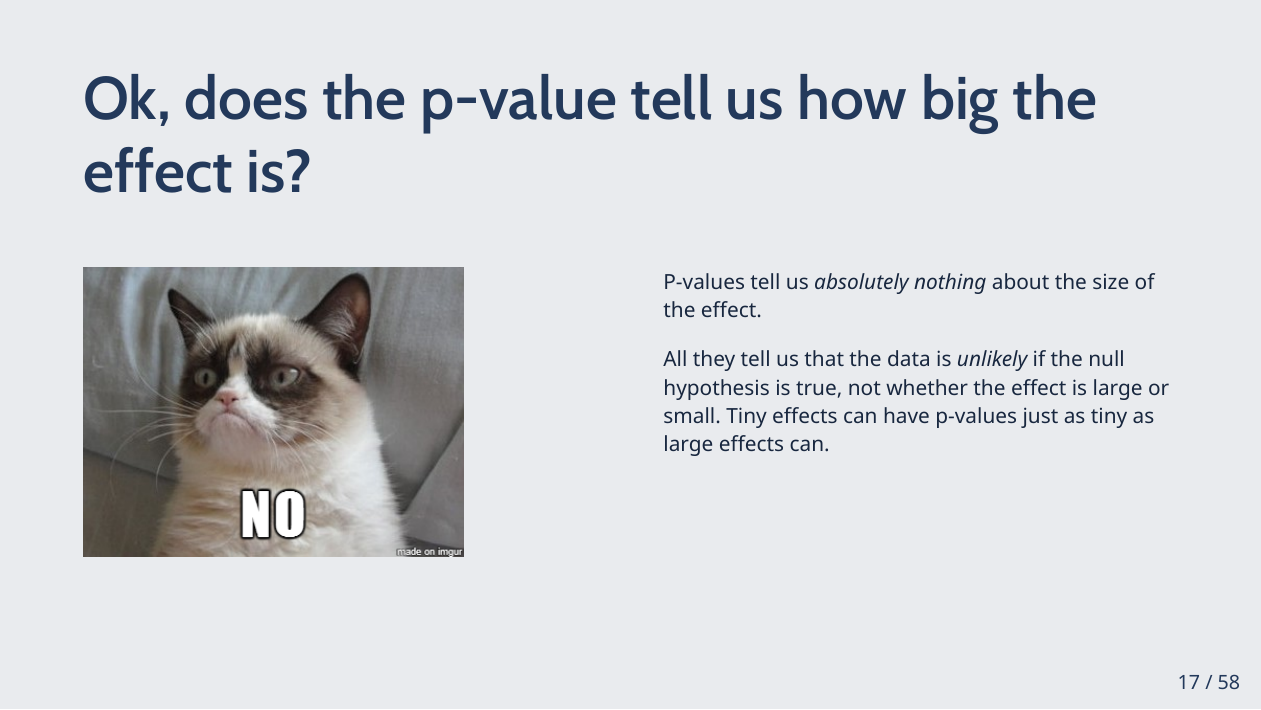 Ok, does the p-value tell us how big the
effect is?
NO
made on imgur
P-values tell us absolutely nothing about the size of
the effect.
All they tell us that the data is unlikely if the null
hypothesis is true, not whether the effect is large or
small. Tiny effects can have p-values just as tiny as
large effects can.
17 / 58